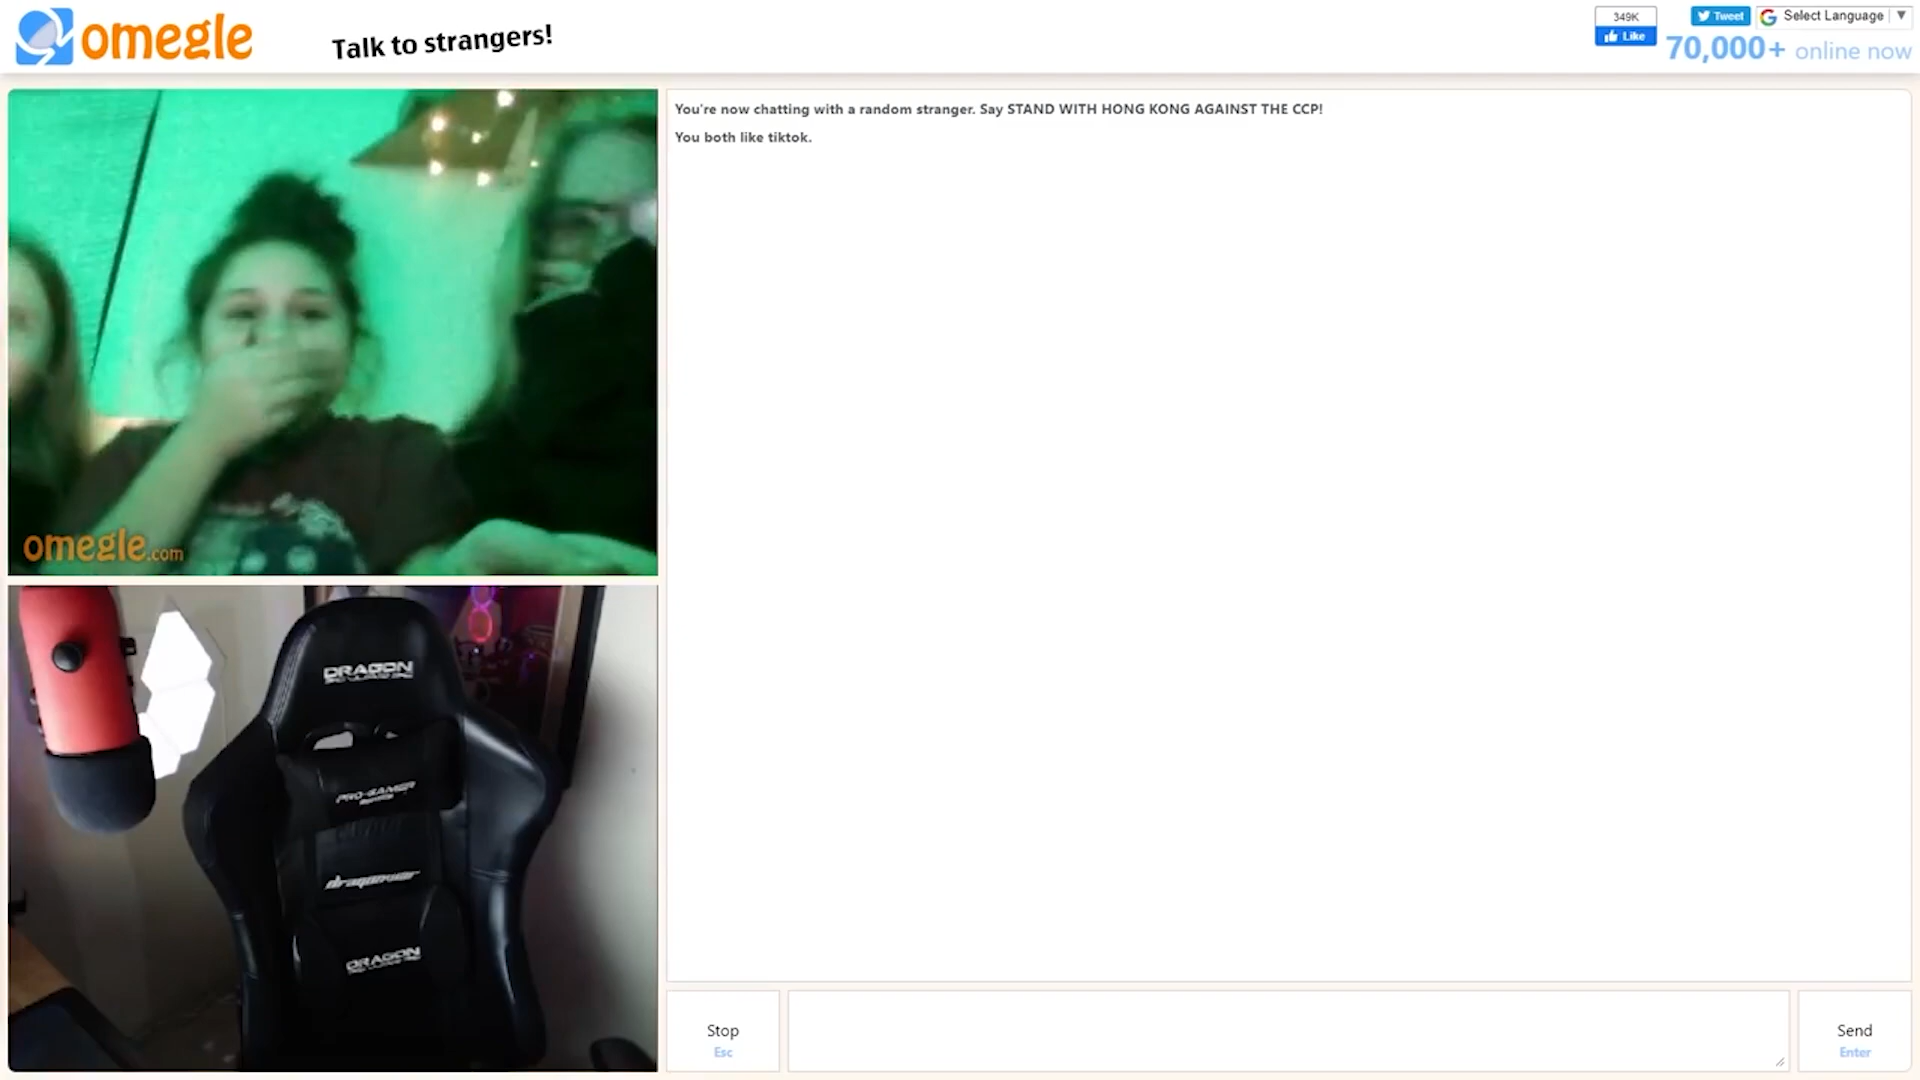 omegle
Talk to strangers!
349K
Like
Tweet
Select Language
70,000+ online now
You're now chatting with a random stranger. Say STAND WITH HONG KONG AGAINST THE CCP!
You both like tiktok.
omegle.com
DRAGON
PRO-GAMER
dragonwar
DRAGON
Stop
Esc
Send
Enter